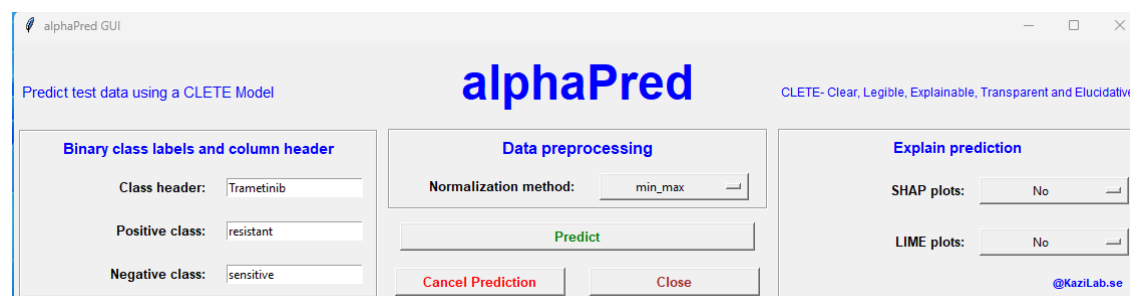 alphaPred GUI
alphaPred
Predict test data using a CLETE Model
CLETE- Clear, Legible, Explainable, Transparent and Elucidative
Binary class labels and column header
Class header: Trametinib
Positive class: resistant
Negative class: sensitive
Data preprocessing
Normalization method: min_max
Predict
Cancel Prediction Close
Explain prediction
SHAP plots: No
LIME plots: No
@KaziLab.se